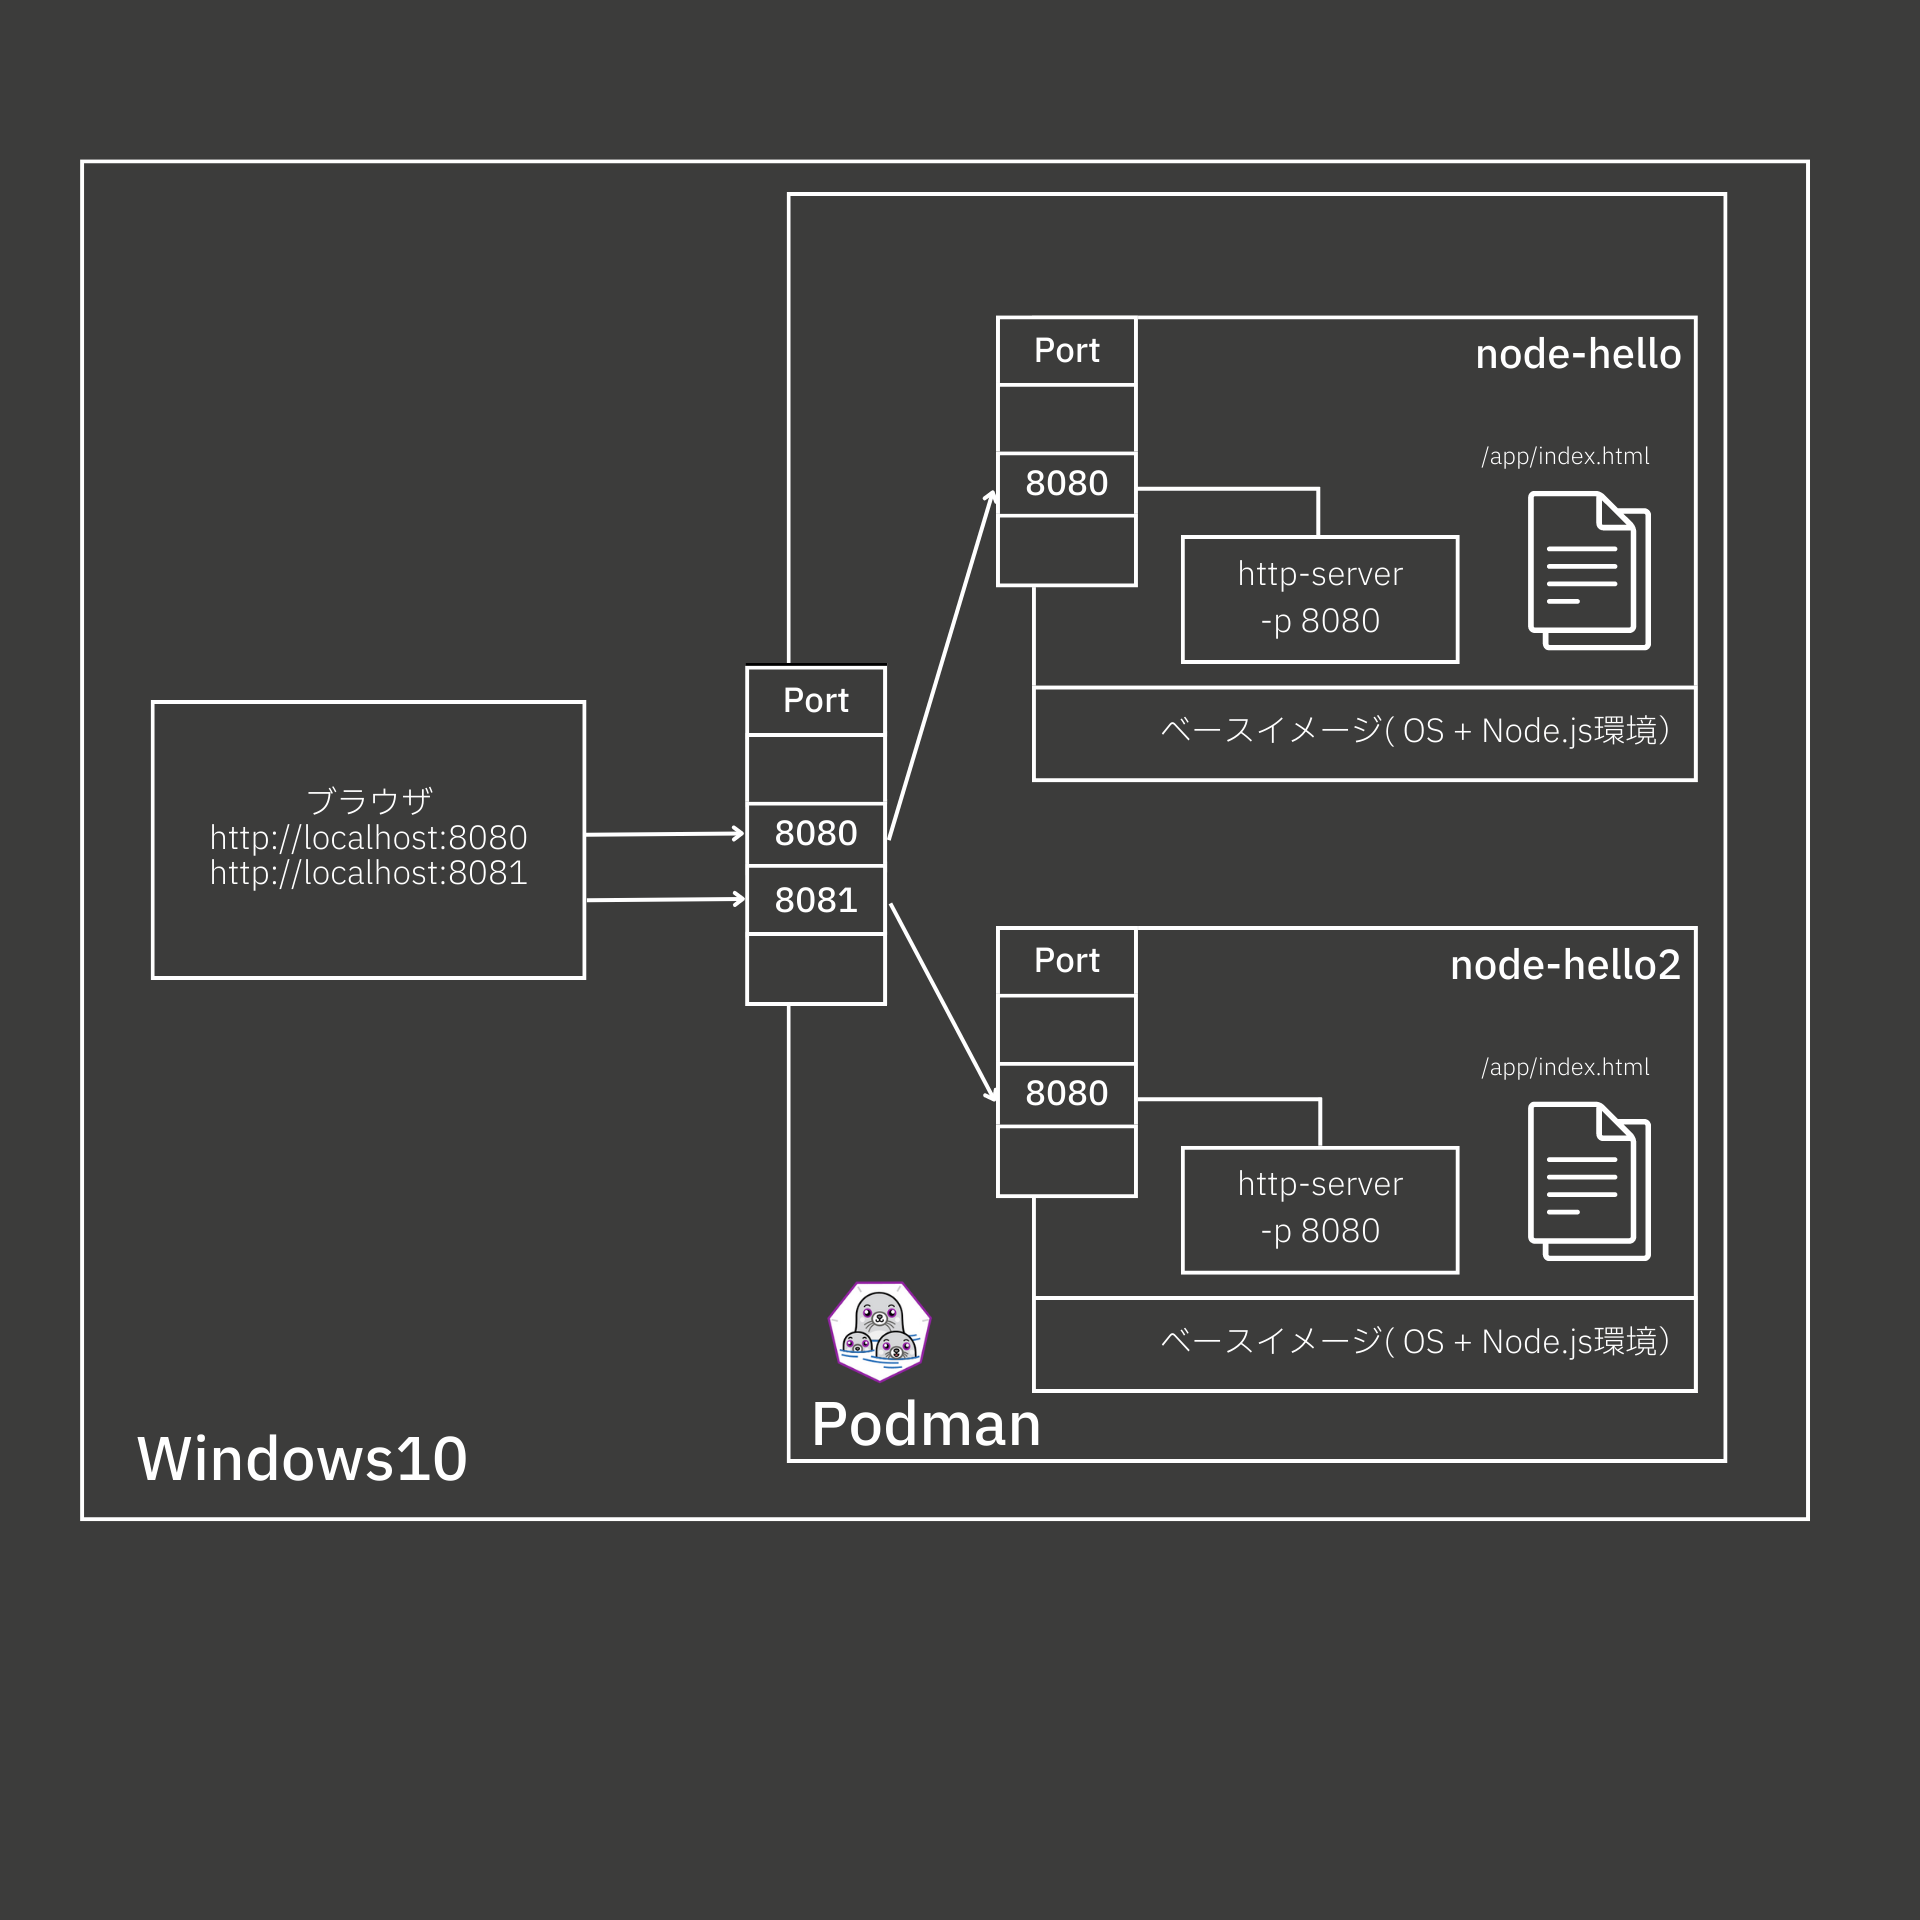 Port
node-hello
8080
/app/index.html
http-server
-p 8080
ベースイメージ( OS + Node.js環境)
ブラウザ
http://localhost:8080
http://localhost:8081
Port
8080
8081
Port
node-hello2
8080
/app/index.html
http-server
-p 8080
ベースイメージ( OS + Node.js環境)
Podman
Windows10